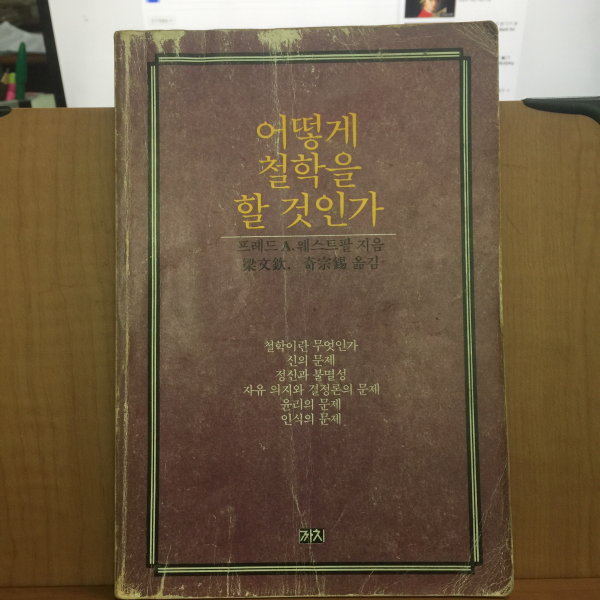 어떻게
철학을
할 것인가
프레드 A.웨스트팔 지음
梁文欽, 奇宗錫 옮김
철학이란 무엇인가
신의 문제
정신과 불멸성
자유 의지와 결정론의 문제
윤리의 문제
인식의 문제
까치